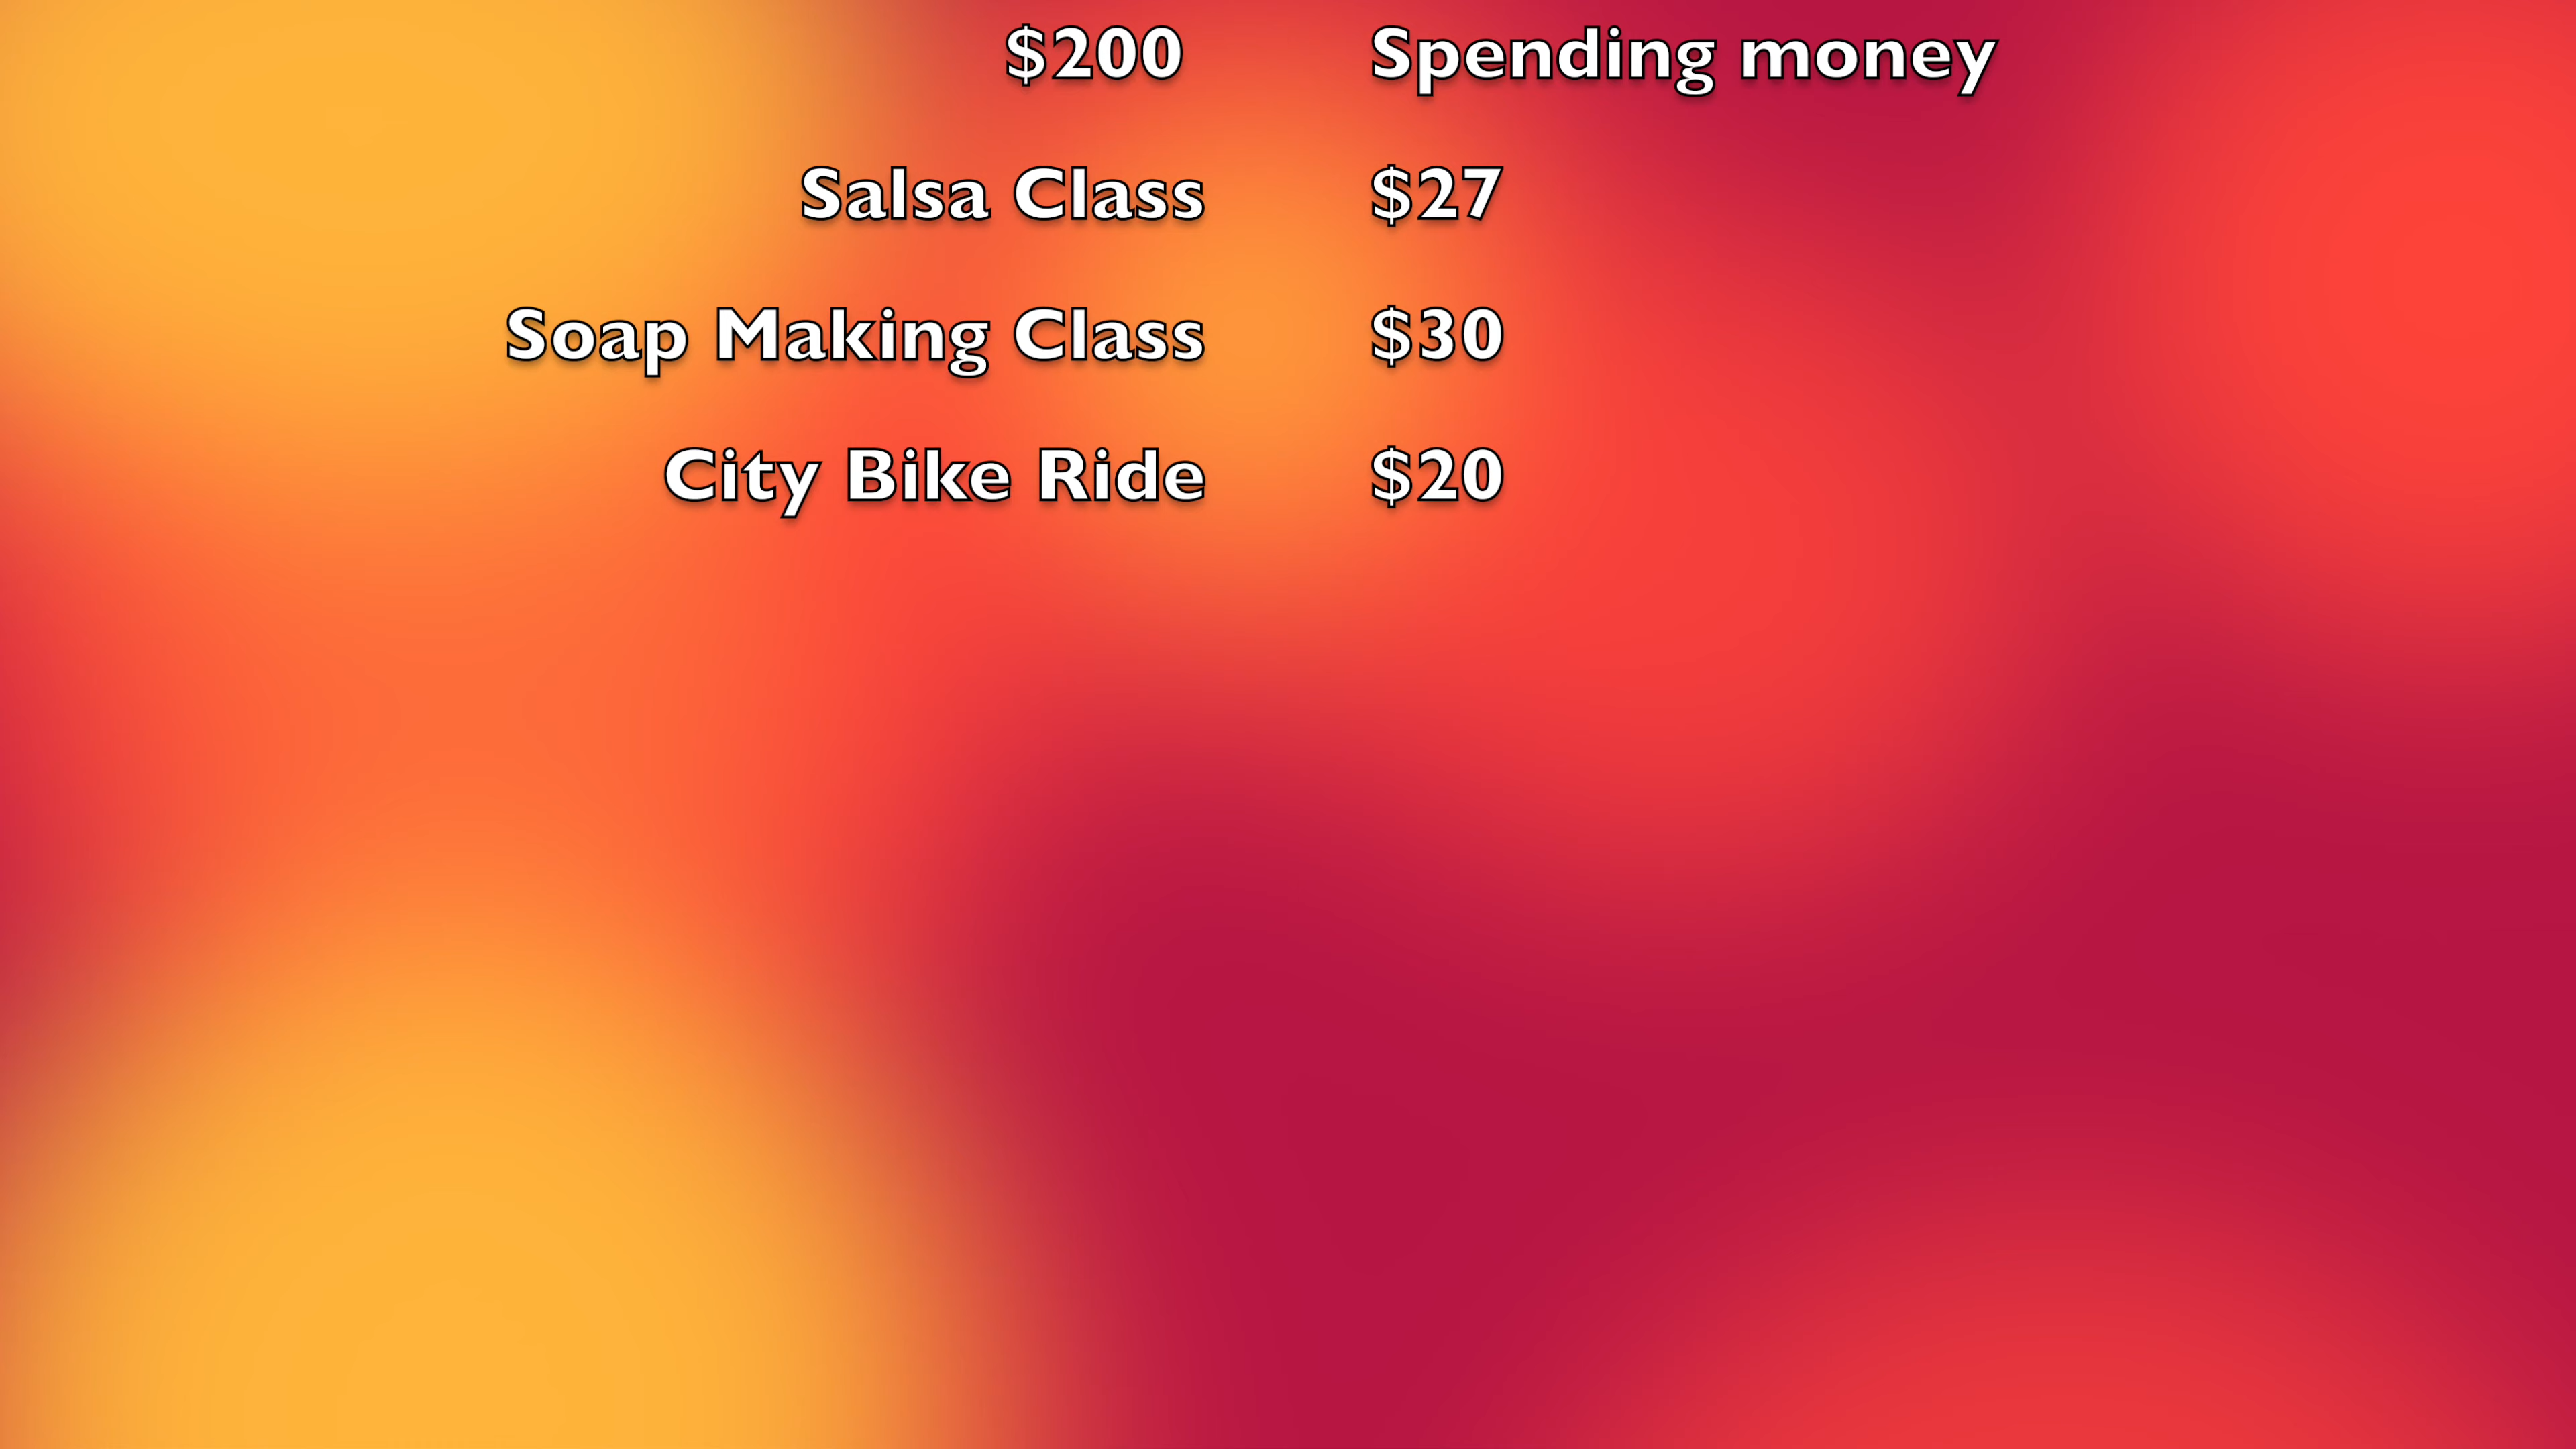 $200 Spending money
Salsa Class $27
Soap Making Class $30
City Bike Ride $20